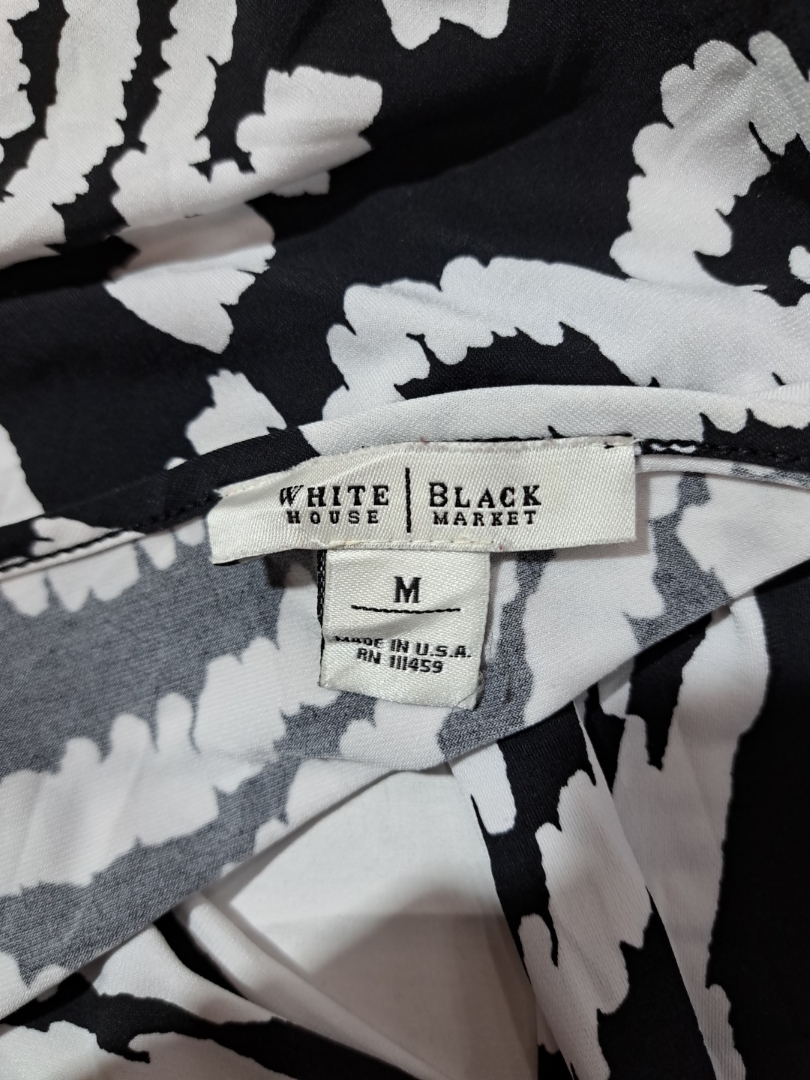 WHITE | BLACK
HOUSE MARKET
M
MADE IN U.S.A.
RN 111459